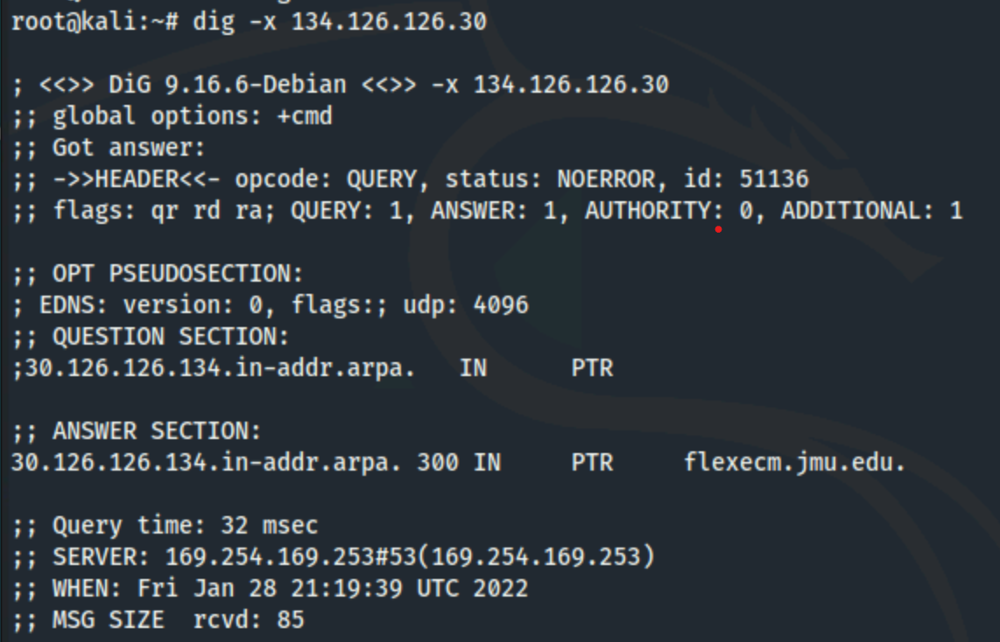 root@kali:~# dig -x 134.126.126.30
; <<>> DiG 9.16.6-Debian <<>> -x 134.126.126.30
;; global options: +cmd
;; Got answer:
;; ->>HEADER<<- opcode: QUERY, status: NOERROR, id: 51136
;; flags: qr rd ra; QUERY: 1, ANSWER: 1, AUTHORITY: 0, ADDITIONAL: 1
;; OPT PSEUDOSECTION:
; EDNS: version: 0, flags:; udp: 4096
;; QUESTION SECTION:
;30.126.126.134.in-addr.arpa. IN PTR
;; ANSWER SECTION:
30.126.126.134.in-addr.arpa. 300 IN PTR flexecm.jmu.edu.
;; Query time: 32 msec
;; SERVER: 169.254.169.253#53(169.254.169.253)
;; WHEN: Fri Jan 28 21:19:39 UTC 2022
;; MSG SIZE rcvd: 85